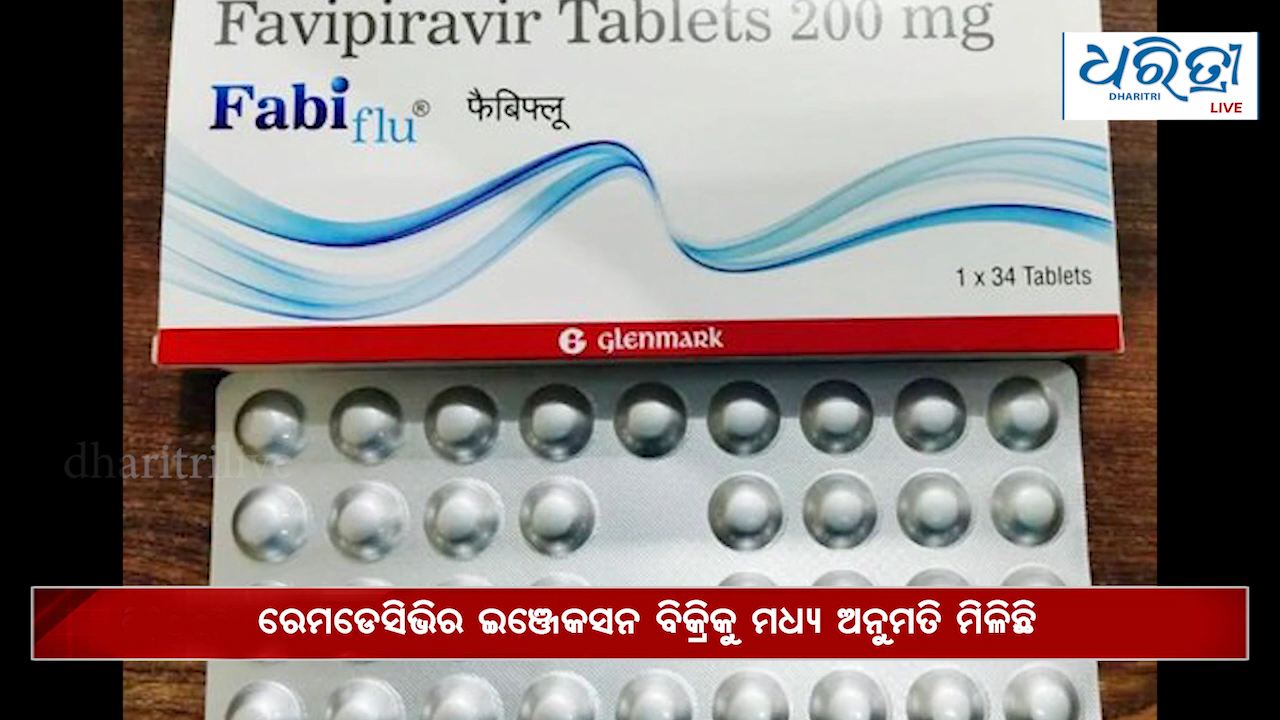 Favipiravir Tablets 200 mg
ଧରିତ୍ରୀ
DHARITRI
LIVE
Fabiflu® फैबिफ्लू
1 x 34 Tablets
glenmark
dharitrilive
ରେମଡେସିଭିର ଇଞ୍ଜେକସନ ବିକ୍ରିକୁ ମଧ୍ୟ ଅନୁମତି ମିଳିଛି